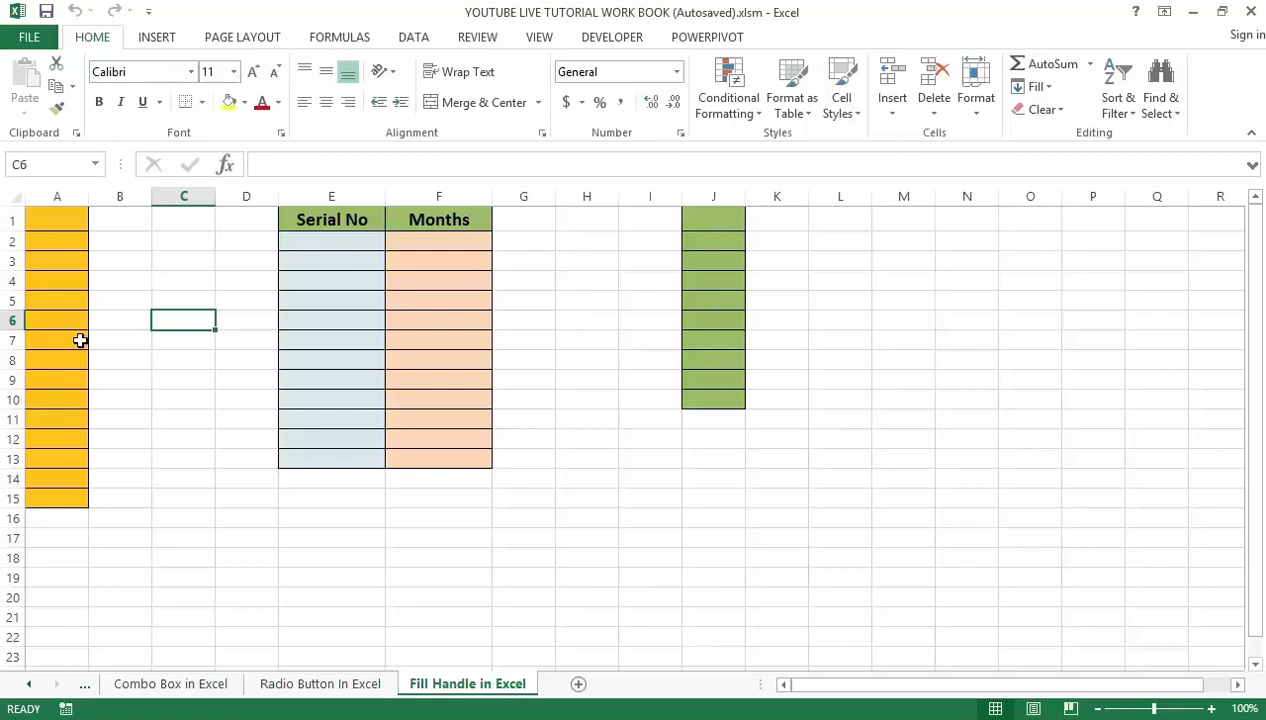 YOUTUBE LIVE TUTORIAL WORK BOOK (Autosaved).xlsm - Excel
?
FILE HOME INSERT PAGE LAYOUT FORMULAS DATA REVIEW VIEW DEVELOPER POWERPIVOT Sign in
Paste
Clipboard
Calibri 11
B I U A
Font
Wrap Text
Merge & Center
Alignment
General
$ % ,
Number
Conditional Formatting
Format as Table
Cell Styles
Styles
Insert
Delete
Format
Cells
AutoSum
Fill
Clear
Sort & Filter
Find & Select
Editing
C6 fx
A B C D E F G H I J K L M N O P Q R
1 Serial No Months
2
3
4
5
6
7
8
9
10
11
12
13
14
15
16
17
18
19
20
21
22
23
... Combo Box in Excel Radio Button In Excel Fill Handle in Excel
READY 100%